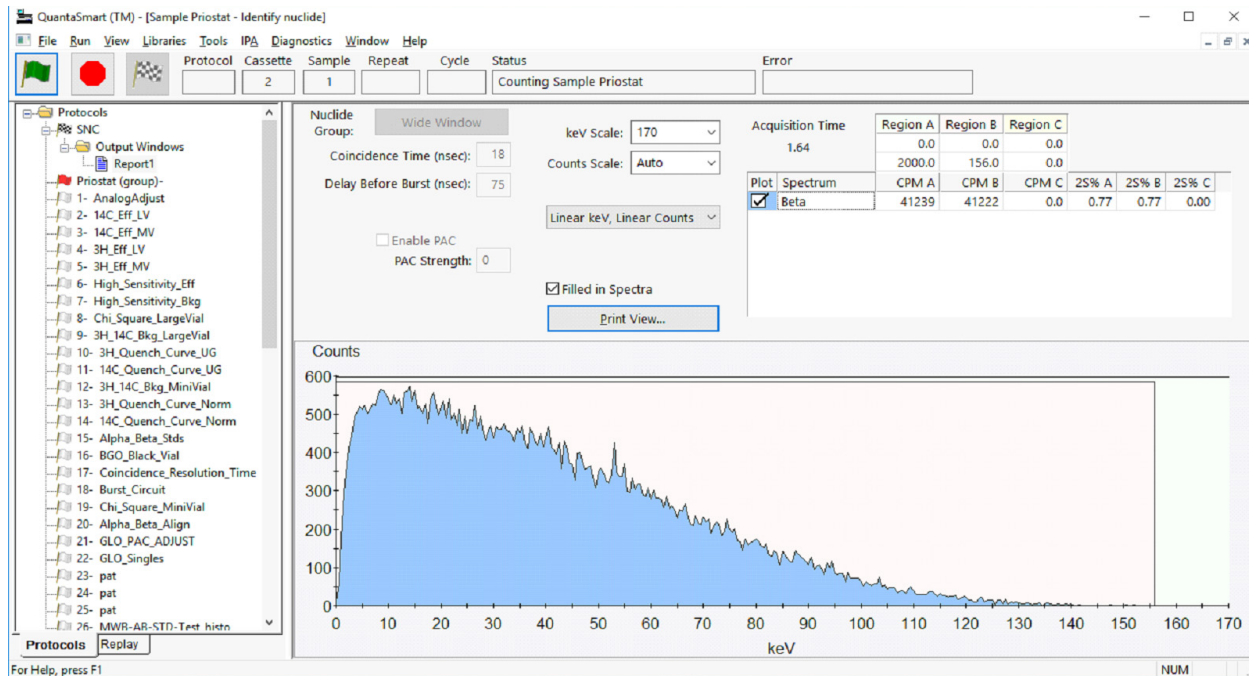 QuantaSmart (TM) - [Sample Priostat - Identify nuclide]
File Run View Libraries Tools IPA Diagnostics Window Help
Protocol Cassette Sample Repeat Cycle Status Error
2 1 Counting Sample Priostat
Protocols
SNC
Output Windows
Report1
Priostat (group)-
1- AnalogAdjust
2- 14C_Eff_LV
3- 14C_Eff_MV
4- 3H_Eff_LV
5- 3H_Eff_MV
6- High_Sensitivity_Eff
7- High_Sensitivity_Bkg
8- Chi_Square_LargeVial
9- 3H_14C_Bkg_LargeVial
10- 3H_Quench_Curve_UG
11- 14C_Quench_Curve_UG
12- 3H_14C_Bkg_MiniVial
13- 3H_Quench_Curve_Norm
14- 14C_Quench_Curve_Norm
15- Alpha_Beta_Stds
16- BGO_Black_Vial
17- Coincidence_Resolution_Time
18- Burst_Circuit
19- Chi_Square_MiniVial
20- Alpha_Beta_Align
21- GLO_PAC_ADJUST
22- GLO_Singles
23- pat
24- pat
25- pat
26- MWB-AB-STD-Test_histo
Protocols Replay
Nuclide
Group: Wide Window
Coincidence Time (nsec): 18
Delay Before Burst (nsec): 75
Enable PAC
PAC Strength: 0
keV Scale: 170
Counts Scale: Auto
Linear keV, Linear Counts
Filled in Spectra
Print View...
Acquisition Time
1.64
Region A Region B Region C
0.0 0.0 0.0
2000.0 156.0 0.0
Plot Spectrum CPM A CPM B CPM C 2S% A 2S% B 2S% C
Beta 41239 41222 0.0 0.77 0.77 0.00
Counts
600
500
400
300
200
100
0
0 10 20 30 40 50 60 70 80 90 100 110 120 130 140 150 160 170
keV
For Help, press F1 NUM